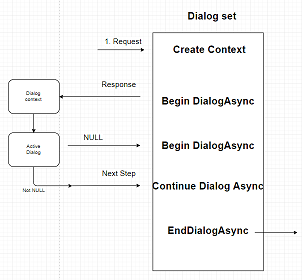 Dialog set
1. Request
Create Context
Response
Dialog
context
Begin DialogAsync
NULL
Active
Dialog
Begin DialogAsync
Next Step
Not NULL
Continue Dialog Async
EndDialogAsync